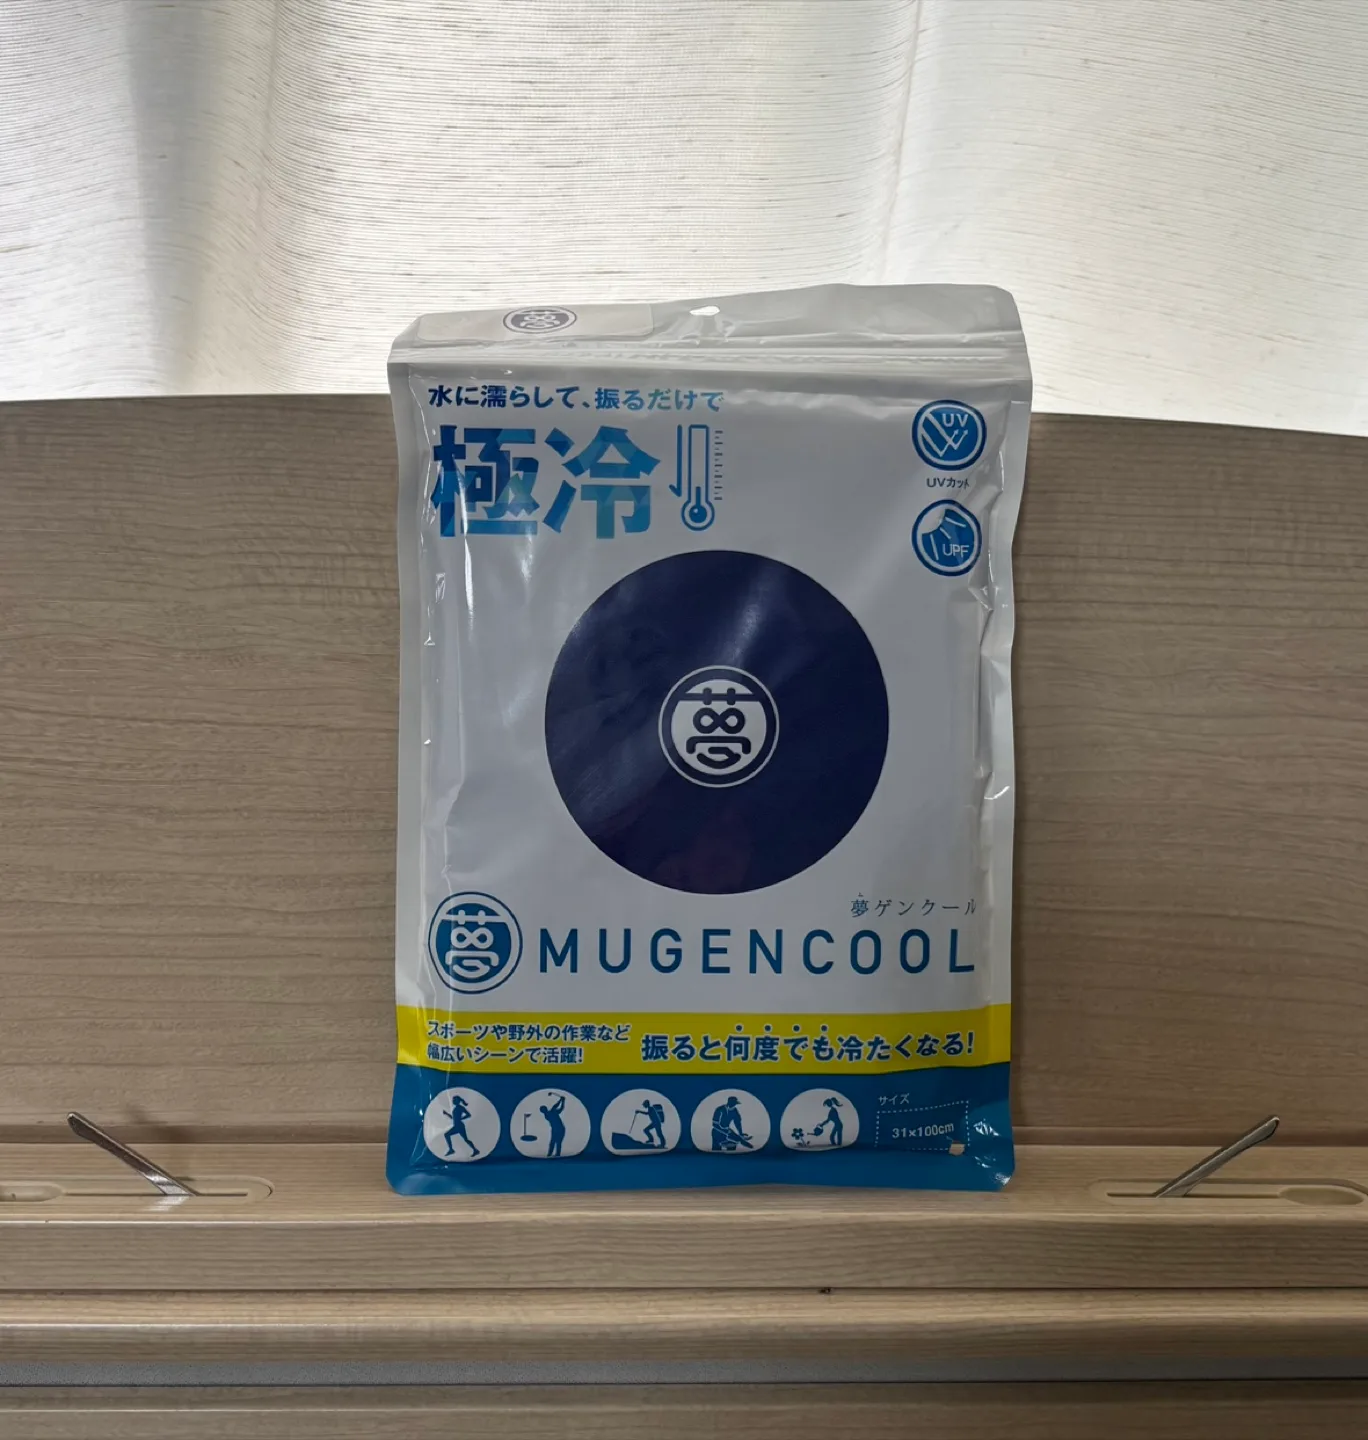 夢
水に濡らして、振るだけで
極冷
UV
UVカット
UPF
夢
夢ゲンクール
夢 MUGENCOOL
スポーツや野外の作業など
幅広いシーンで活躍!
振ると何度でも冷たくなる!
サイズ
31×100cm